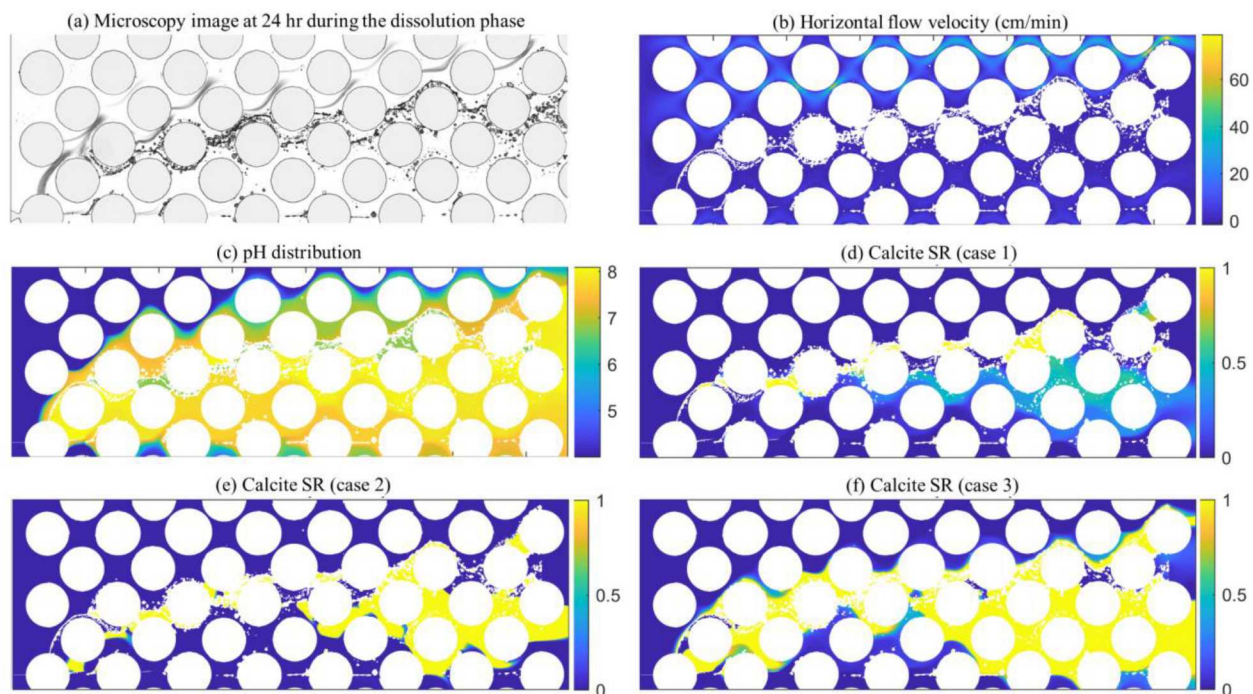 (a) Microscopy image at 24 hr during the dissolution phase
(b) Horizontal flow velocity (cm/min)
60
40
20
0
(c) pH distribution
8
7
6
5
(d) Calcite SR (case 1)
1
0.5
0
(e) Calcite SR (case 2)
1
0.5
0
(f) Calcite SR (case 3)
1
0.5
0